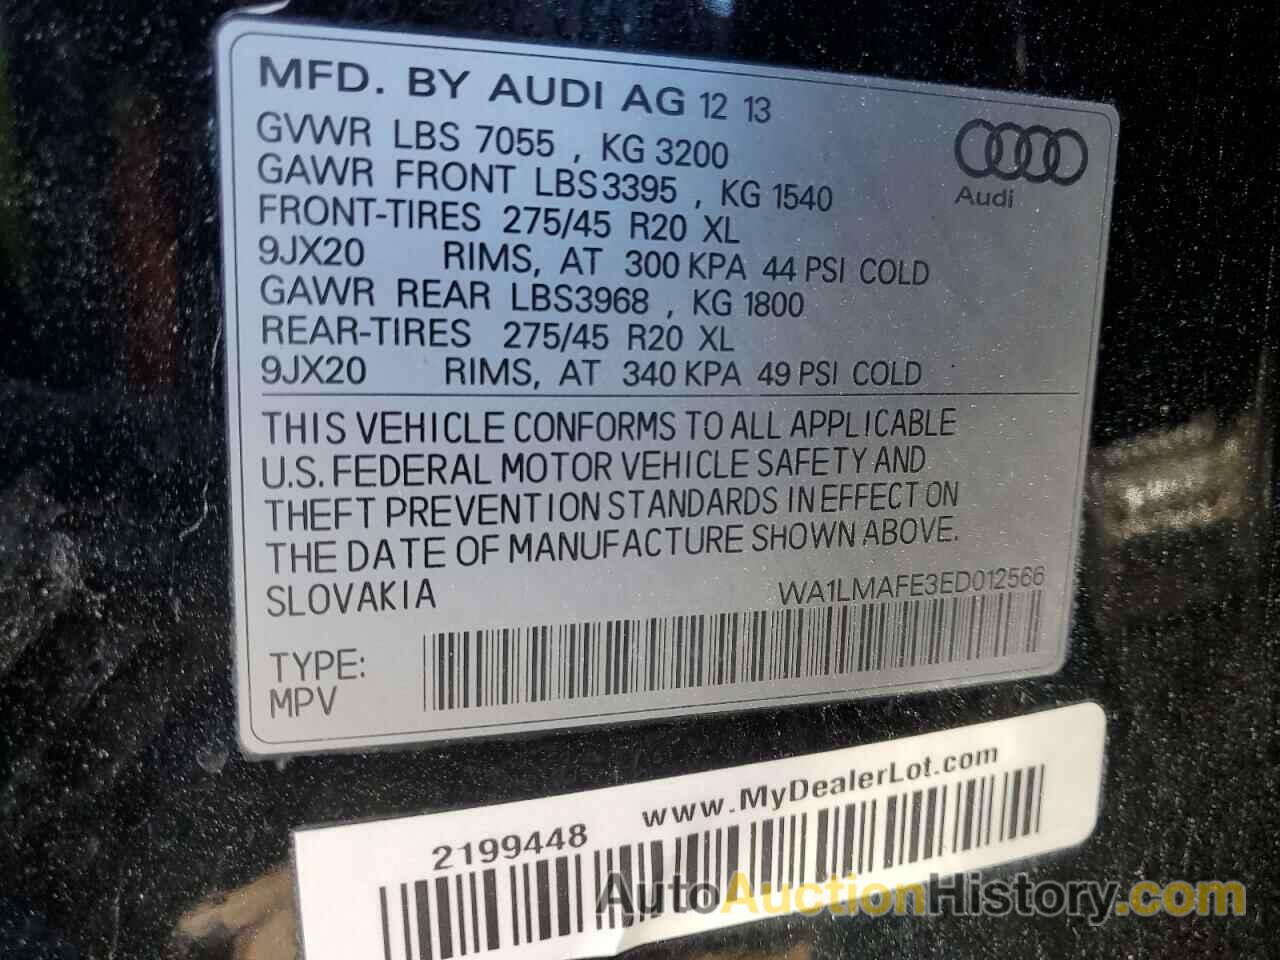 MFD. BY AUDI AG 12 13
GVWR LBS 7055 , KG 3200
GAWR FRONT LBS3395 , KG 1540
FRONT-TIRES 275/45 R20 XL
9JX20 RIMS, AT 300 KPA 44 PSI COLD
GAWR REAR LBS3968 , KG 1800
REAR-TIRES 275/45 R20 XL
9JX20 RIMS, AT 340 KPA 49 PSI COLD
Audi
THIS VEHICLE CONFORMS TO ALL APPLICABLE
U.S. FEDERAL MOTOR VEHICLE SAFETY AND
THEFT PREVENTION STANDARDS IN EFFECT ON
THE DATE OF MANUFACTURE SHOWN ABOVE.
SLOVAKIA WA1LMAFE3ED012566
TYPE:
MPV
2199448 www.MyDealerLot.com
AutoAuctionHistory.com